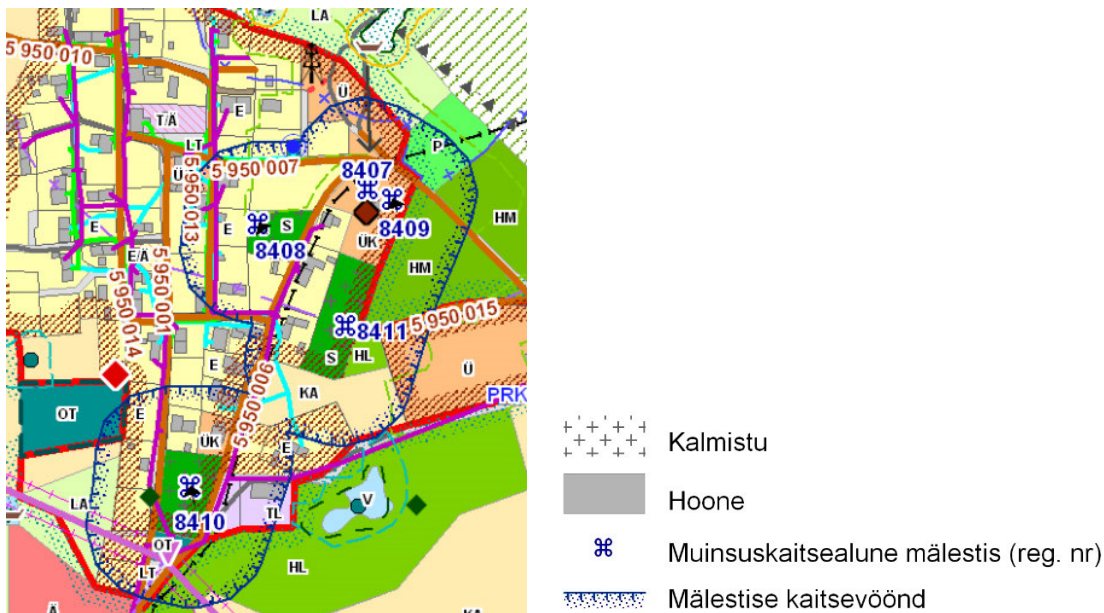 LA
5 950 010
Ü
E
T/Ä
P
LT
5 950 007
8407
HM
5 950 013
S
8409
8408
E
E
ÜK
HM
E/Ä
5 950 014
5 950 001
8411
5 950 015
S
HL
E
Ü
5 950 006
KA
PRK
OT
E
ÜK
E
V
LA
8410
TL
OT
LT
HL
Ä
KA
Kalmistu
Hoone
Muinsuskaitsealune mälestis (reg. nr)
Mälestise kaitsevöönd